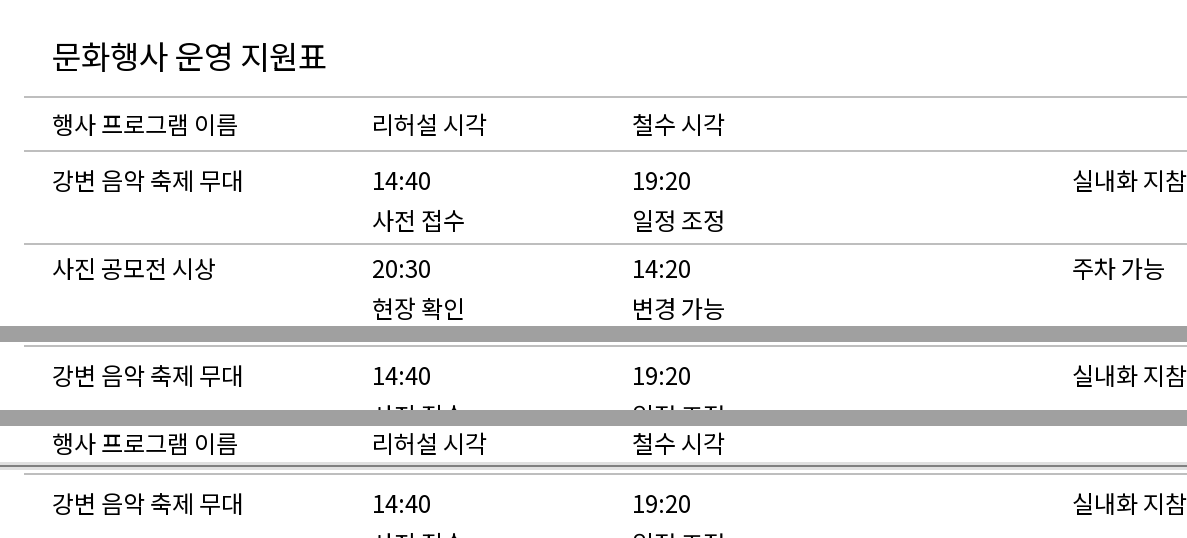 문화행사 운영 지원표
행사 프로그램 이름 리허설 시각 철수 시각
강변 음악 축제 무대 14:40 19:20 실내화 지참
사전 접수 일정 조정
사진 공모전 시상 20:30 14:20 주차 가능
현장 확인 변경 가능
강변 음악 축제 무대 14:40 19:20 실내화 지참
행사 프로그램 이름 리허설 시각 철수 시각
강변 음악 축제 무대 14:40 19:20 실내화 지참